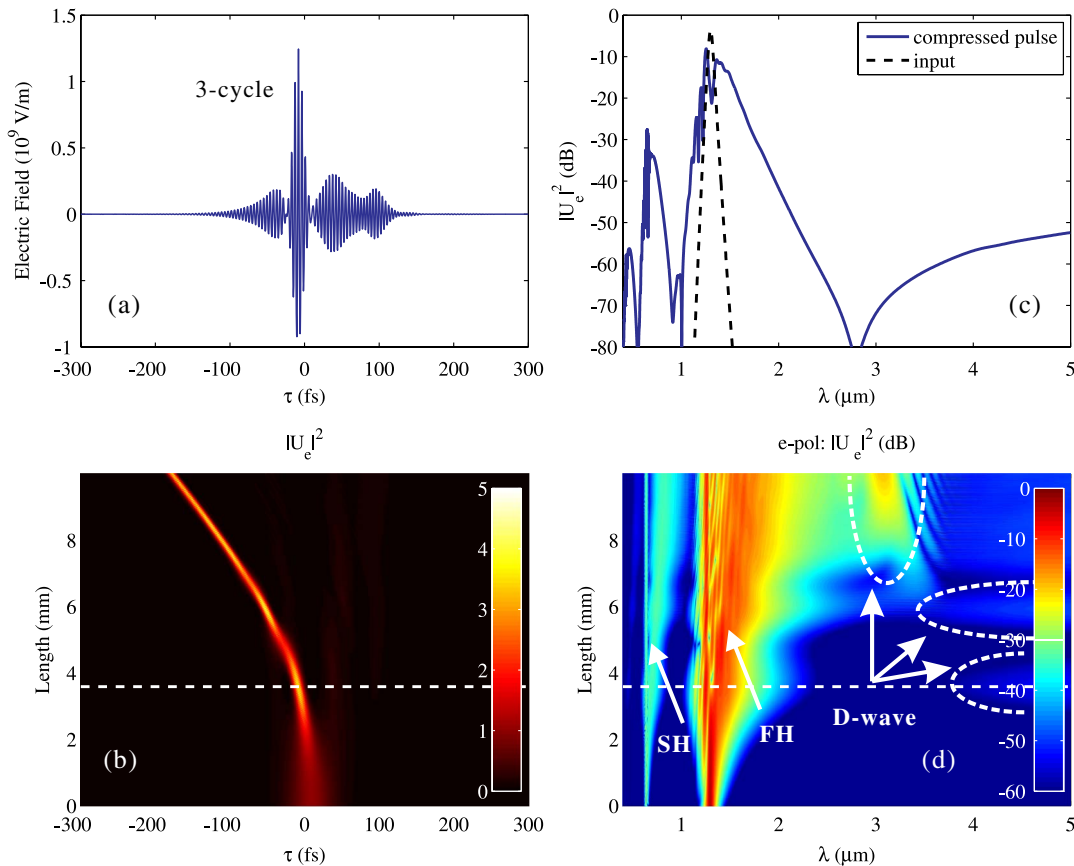 1.5
1
0.5
0
-0.5
-1
Electric Field (10^9 V/m)
3-cycle
(a)
-300 -200 -100 0 100 200 300
τ (fs)
0
-10
-20
-30
-40
-50
-60
-70
-80
|U_e|^2 (dB)
compressed pulse
input
(c)
1 2 3 4 5
λ (μm)
|U_e|^2
8
6
4
2
0
Length (mm)
5
4
3
2
1
0
(b)
-300 -200 -100 0 100 200 300
τ (fs)
e-pol: |U_e|^2 (dB)
8
6
4
2
0
Length (mm)
0
-10
-20
-30
-40
-50
-60
SH
FH
D-wave
(d)
1 2 3 4 5
λ (μm)